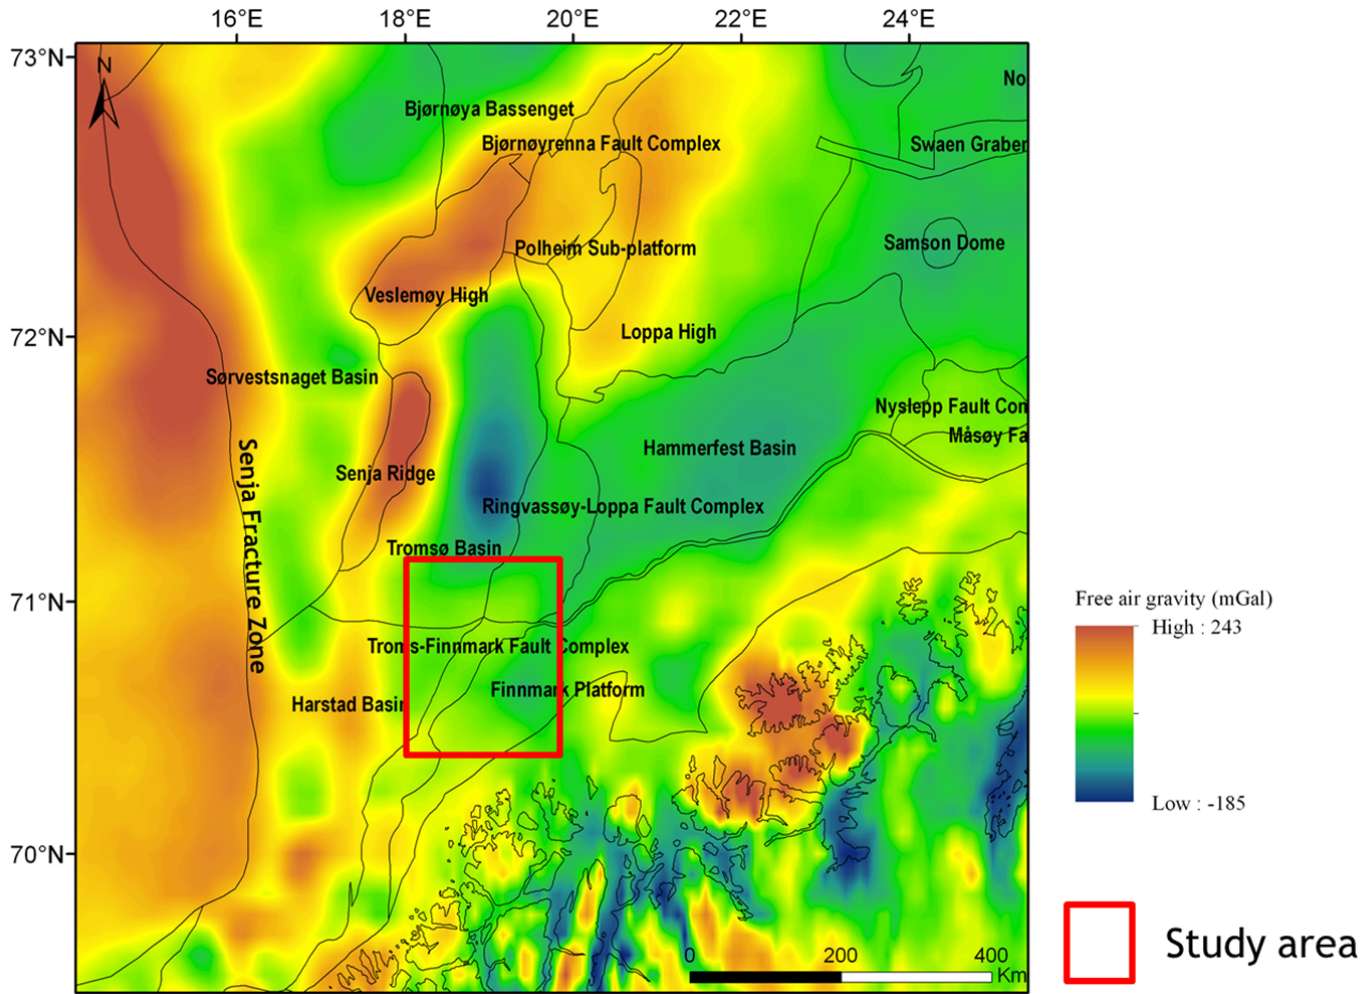 16°E 18°E 20°E 22°E 24°E
73°N
N
No
Bjørnøya Bassenget
Bjørnøyrenna Fault Complex
Swaen Graben
Samson Dome
Polheim Sub-platform
Veslemøy High
72°N
Loppa High
Sørvestsnaget Basin
Nyslepp Fault Com
Måsøy Fa
Hammerfest Basin
Senja Ridge
Senja Fracture Zone
Ringvassøy-Loppa Fault Complex
Tromsø Basin
71°N
Free air gravity (mGal)
High : 243
Low : -185
Troms-Finnmark Fault Complex
Finnmark Platform
Harstad Basin
70°N
0 200 400
Km
Study area